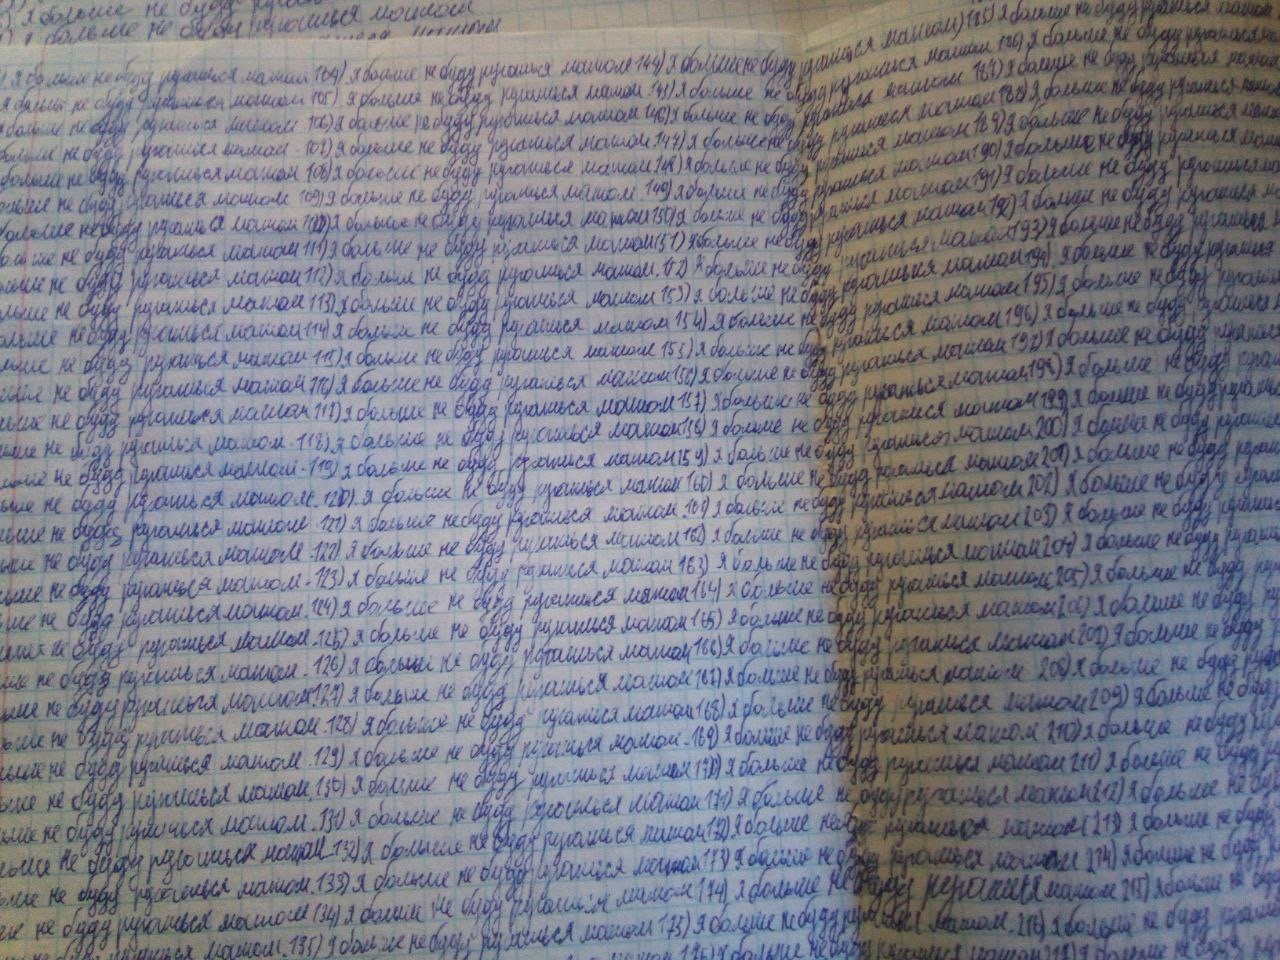 я больше не буду ругаться
я больше не буду ругаться матом
я больше не буду ругаться матом 104) я больше не буду ругаться матом 144) я больше не буду ругаться матом 185) я больше не буду ругаться матом
я больше не буду ругаться матом. 105) я больше не буду ругаться матом 145) я больше не буду ругаться матом 186) я больше не буду ругаться матом
больше не буду ругаться матом. 106) я больше не буду ругаться матом 146) я больше не буду ругаться матом 187) я больше не буду ругаться матом
больше не буду ругаться матом. 107) я больше не буду ругаться матом 147) я больше не буду ругаться матом 188) я больше не буду ругаться матом
больше не буду ругаться матом 108) я больше не буду ругаться матом 148) я больше не буду ругаться матом 189) я больше не буду ругаться матом
больше не буду ругаться матом 109) я больше не буду ругаться матом. 149) я больше не буду ругаться матом 190) я больше не буду ругаться матом
больше не буду ругаться матом 110) я больше не буду ругаться матом 150) я больше не буду ругаться матом 191) я больше не буду ругаться
больше не буду ругаться матом 111) я больше не буду ругаться матом 151) я больше не буду ругаться матом 192) я больше не буду ругаться
не буду ругаться матом 112) я больше не буду ругаться матом. 152) я больше не буду ругаться матом 193) я больше не буду ругаться
не буду ругаться матом 113) я больше не буду ругаться матом 153) я больше не буду ругаться матом 194) я больше не буду ругаться
не буду ругаться матом 114) я больше не буду ругаться матом 154) я больше не буду ругаться матом 195) я больше не буду
не буду ругаться матом 115) я больше не буду ругаться матом 155) я больше не буду ругаться матом 196) я больше не буду
не буду ругаться матом 116) я больше не буду ругаться матом 156) я больше не буду ругаться матом 197) я больше не буду
не буду ругаться матом 117) я больше не буду ругаться матом 157) я больше не буду ругаться матом 198) я больше не буду
не буду ругаться матом. 118) я больше не буду ругаться матом 158) я больше не буду ругаться матом 199) я больше не буду
не буду ругаться матом. 119) я больше не буду ругаться матом 159) я больше не буду ругаться матом 200) я больше не буду
не буду ругаться матом. 120) я больше не буду ругаться матом 160) я больше не буду ругаться матом 201) я больше не буду
не буду ругаться матом. 121) я больше не буду ругаться матом 161) я больше не буду ругаться матом 202) я больше не буду
не буду ругаться матом. 122) я больше не буду ругаться матом 162) я больше не буду ругаться матом 203) я больше не буду
не буду ругаться матом. 123) я больше не буду ругаться матом 163) я больше не буду ругаться матом 204) я больше не буду
не буду ругаться матом. 124) я больше не буду ругаться матом 164) я больше не буду ругаться матом 205) я больше не буду
не буду ругаться матом. 125) я больше не буду ругаться матом 165) я больше не буду ругаться матом 206) я больше не буду
не буду ругаться матом. 126) я больше не буду ругаться матом 166) я больше не буду ругаться матом 207) я больше не буду
не буду ругаться матом. 127) я больше не буду ругаться матом 167) я больше не буду ругаться матом 208) я больше не буду
не буду ругаться матом. 128) я больше не буду ругаться матом 168) я больше не буду ругаться матом 209) я больше не буду
не буду ругаться матом. 129) я больше не буду ругаться матом. 169) я больше не буду ругаться матом 210) я больше не буду
не буду ругаться матом. 130) я больше не буду ругаться матом 170) я больше не буду ругаться матом 211) я больше не буду
не буду ругаться матом. 131) я больше не буду ругаться матом 171) я больше не буду ругаться матом 212) я больше не
не буду ругаться матом. 132) я больше не буду ругаться матом 172) я больше не буду ругаться матом 213) я больше не
не буду ругаться матом. 133) я больше не буду ругаться матом 173) я больше не буду ругаться матом 214) я больше не буду
не буду ругаться матом 134) я больше не буду ругаться матом 174) я больше не буду ругаться матом 215) я больше не буду
не буду ругаться матом. 135) я больше не буду ругаться матом 175) я больше не буду матом. 216) я больше не буду